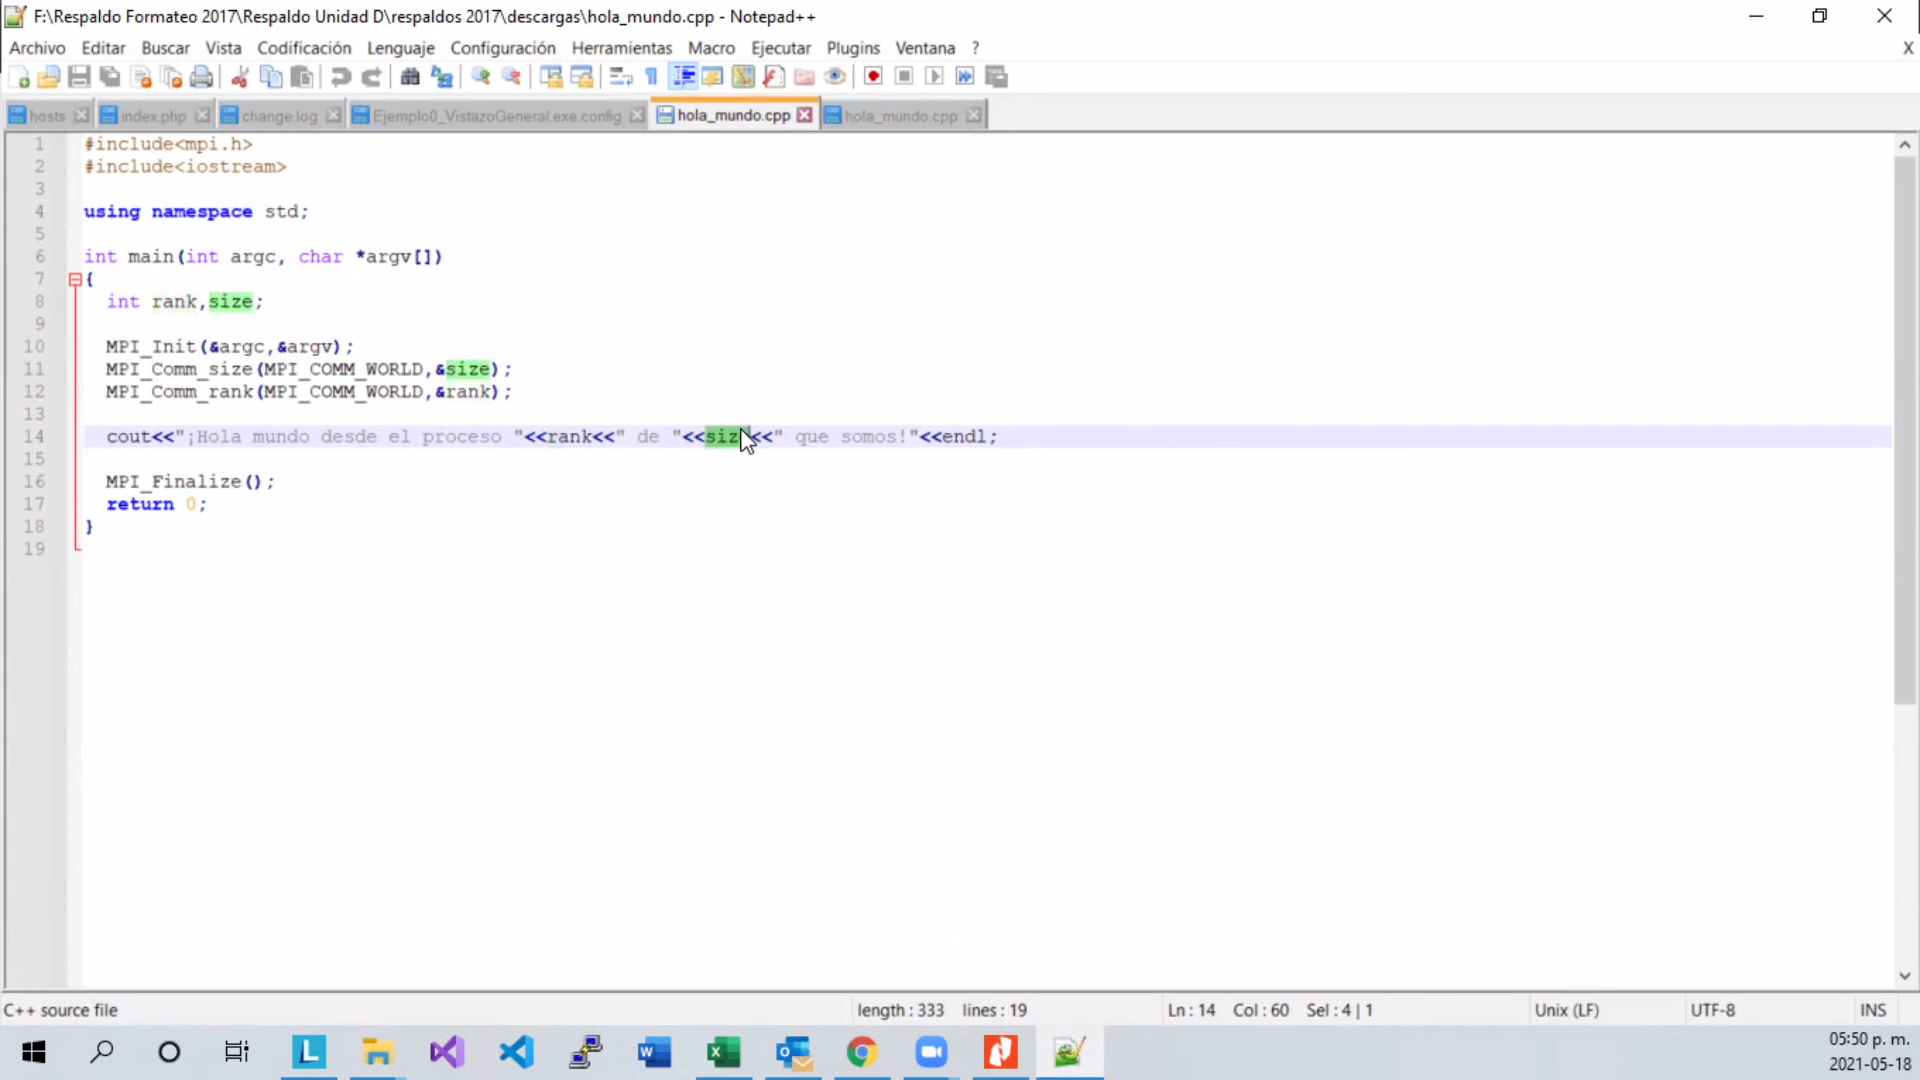 F:\Respaldo Formateo 2017\Respaldo Unidad D\respaldos 2017\descargas\hola_mundo.cpp - Notepad++
Archivo Editar Buscar Vista Codificación Lenguaje Configuración Herramientas Macro Ejecutar Plugins Ventana ? X
hosts index.php change.log Ejemplo0_VistazoGeneral.exe.config hola_mundo.cpp hola_mundo.cpp
1 #include<mpi.h>
2 #include<iostream>
3
4 using namespace std;
5
6 int main(int argc, char *argv[])
7 {
8 int rank,size;
9
10 MPI_Init(&argc,&argv);
11 MPI_Comm_size(MPI_COMM_WORLD,&size);
12 MPI_Comm_rank(MPI_COMM_WORLD,&rank);
13
14 cout<<"¡Hola mundo desde el proceso "<<rank<<" de "<<size<<" que somos!"<<endl;
15
16 MPI_Finalize();
17 return 0;
18 }
19
C++ source file length : 333 lines : 19 Ln : 14 Col : 60 Sel : 4 | 1 Unix (LF) UTF-8 INS
05:50 p. m.
2021-05-18